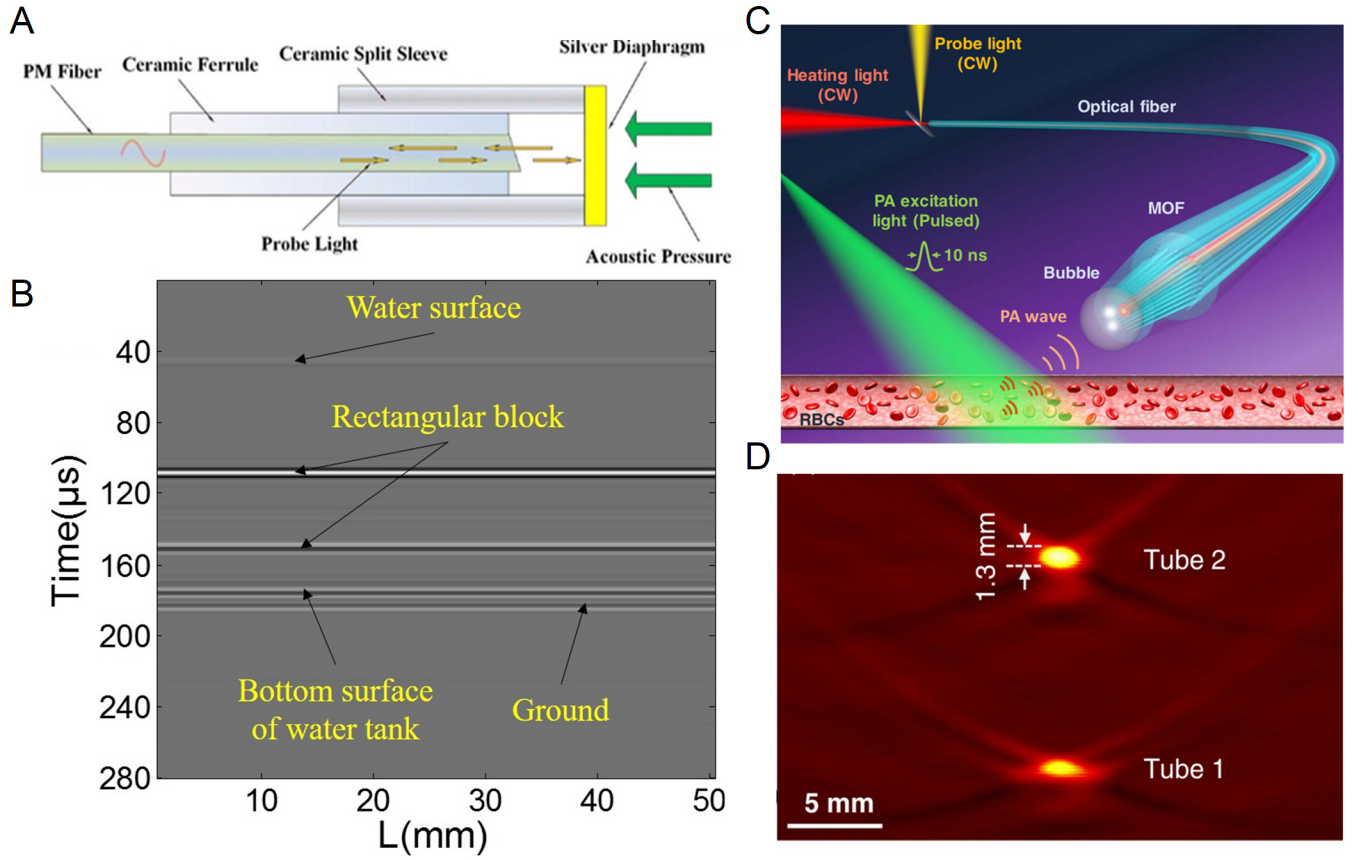 A
PM Fiber
Ceramic Ferrule
Ceramic Split Sleeve
Silver Diaphragm
Probe Light
Acoustic Pressure
B
Water surface
Rectangular block
Bottom surface
of water tank
Ground
Time(μs)
40
80
120
160
200
240
280
10
20
30
40
50
L(mm)
C
Probe light
(CW)
Heating light
(CW)
Optical fiber
PA excitation
light (Pulsed)
10 ns
MOF
Bubble
PA wave
RBCs
D
1.3 mm
Tube 2
Tube 1
5 mm